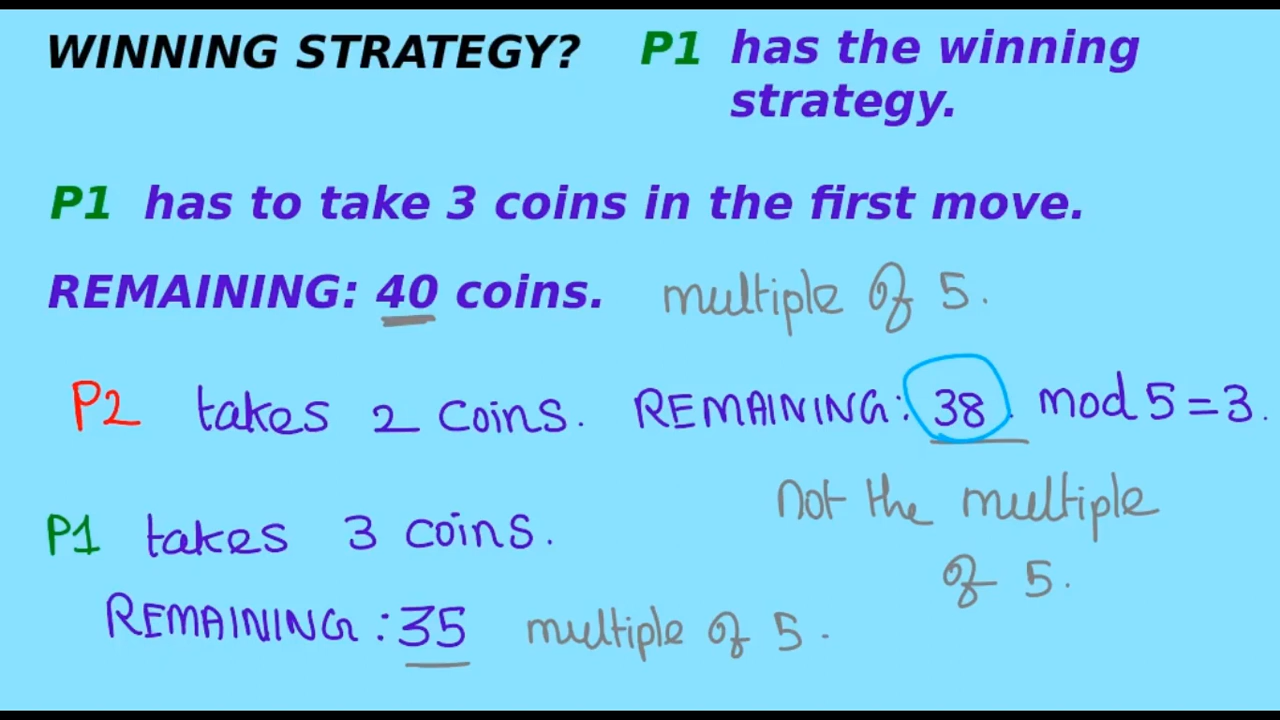 WINNING STRATEGY? P1 has the winning
strategy.
P1 has to take 3 coins in the first move.
REMAINING: 40 coins. multiple of 5.
P2 takes 2 coins. REMAINING: 38. mod 5 = 3.
not the multiple
of 5.
P1 takes 3 coins.
REMAINING: 35 multiple of 5.